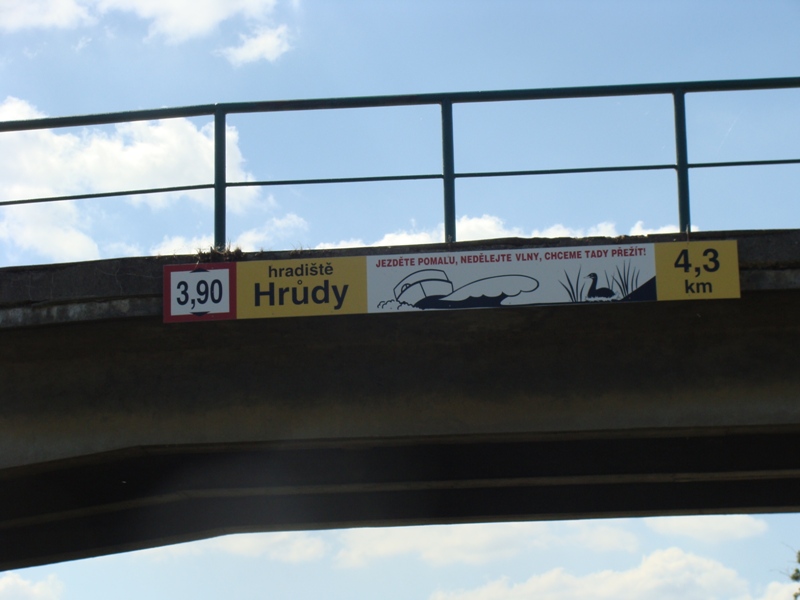 3,90
hradiště
Hrůdy
JEZDĚTE POMALU, NEDĚLEJTE VLNY, CHCEME TADY PŘEŽÍT!
4,3
km